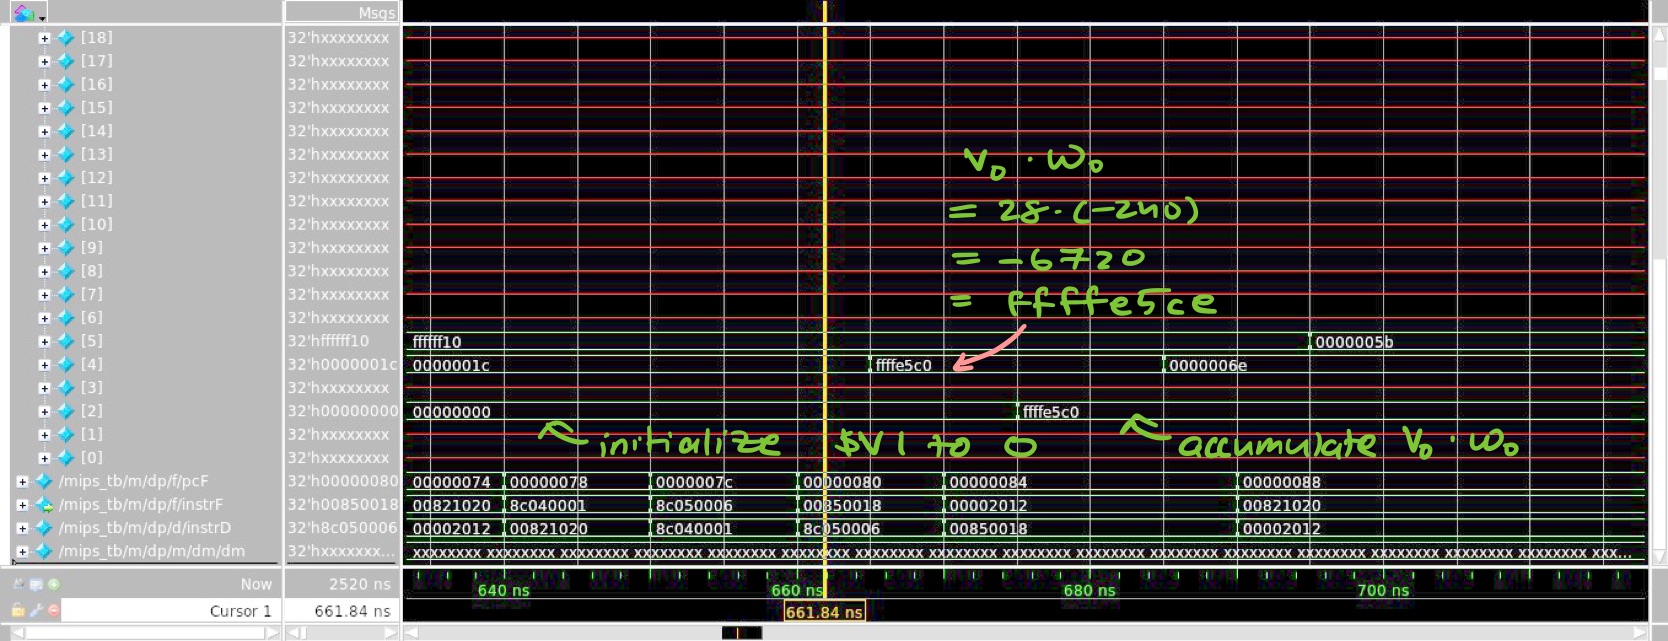 Msgs
[18] 32'hxxxxxxxx
[17] 32'hxxxxxxxx
[16] 32'hxxxxxxxx
[15] 32'hxxxxxxxx
[14] 32'hxxxxxxxx
[13] 32'hxxxxxxxx
[12] 32'hxxxxxxxx
[11] 32'hxxxxxxxx
[10] 32'hxxxxxxxx
[9] 32'hxxxxxxxx
[8] 32'hxxxxxxxx
[7] 32'hxxxxxxxx
[6] 32'hxxxxxxxx
v₀ · w₀
= 28·(-240)
= -6720
= ffffe5ce
[5] 32'hffffff10 ffffff10 0000005b
[4] 32'h0000001c 0000001c ffffe5c0 0000006e
[3] 32'hxxxxxxxx
[2] 32'h00000000 00000000 ffffe5c0
[1] 32'hxxxxxxxx
initialize $V1 to 0 accumulate v₀ · w₀
[0] 32'hxxxxxxxx
/mips_tb/m/dp/f/pcF 32'h00000080 00000074 00000078 0000007c 00000080 00000084 00000088
/mips_tb/m/dp/f/instrF 32'h00850018 00821020 8c040001 8c050006 00850018 00002012 00821020
/mips_tb/m/dp/d/instrD 32'h8c050006 00002012 00821020 8c040001 8c050006 00850018 00002012
/mips_tb/m/dp/m/dm/dm 32'hxxxxxxx... xxxxxxxx xxxxxxxx xxxxxxxx xxxxxxxx xxxxxxxx xxxxxxxx xxxxxxxx xxxxxxxx xxxxxxxx xxxxxxxx xxxxxxxx xxxxxxxx xxxxxxxx xxxxxxxx xxxxxxxx xxxxxxxx xxx...
Now 2520 ns 640 ns 660 ns 680 ns 700 ns
Cursor 1 661.84 ns 661.84 ns